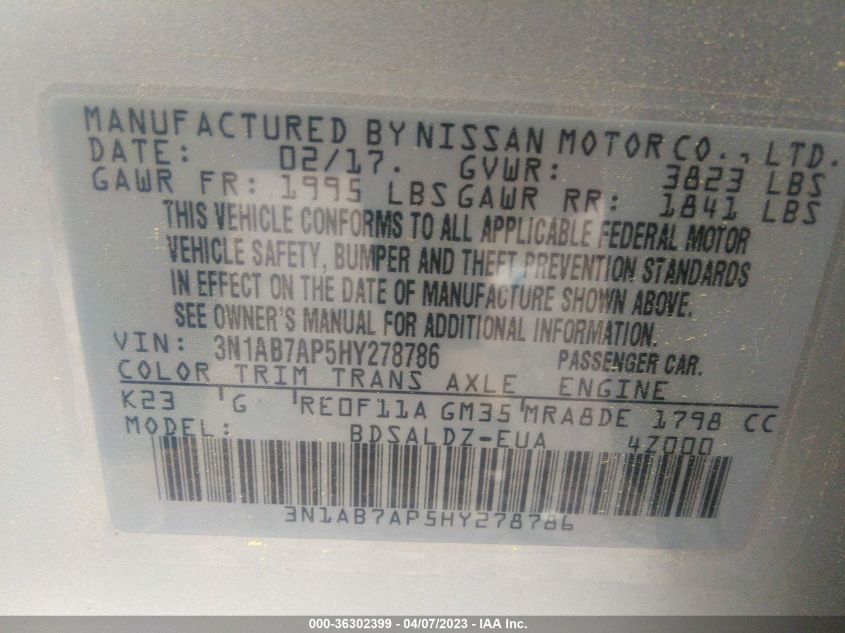 MANUFACTURED BY NISSAN MOTOR CO., LTD.
DATE: 02/17. GVWR: 3823 LBS
GAWR FR: 1995 LBS GAWR RR: 1841 LBS
THIS VEHICLE CONFORMS TO ALL APPLICABLE FEDERAL MOTOR
VEHICLE SAFETY, BUMPER AND THEFT PREVENTION STANDARDS
IN EFFECT ON THE DATE OF MANUFACTURE SHOWN ABOVE.
SEE OWNER'S MANUAL FOR ADDITIONAL INFORMATION.
VIN: 3N1AB7AP5HY278786 PASSENGER CAR.
COLOR TRIM TRANS AXLE ENGINE
K23 G RE0F11A GM35 MRA8DE 1798 CC
MODEL: BDSALDZ-EUA 4Z000
3N1AB7AP5HY278786
000-36302399 - 04/07/2023 - IAA Inc.